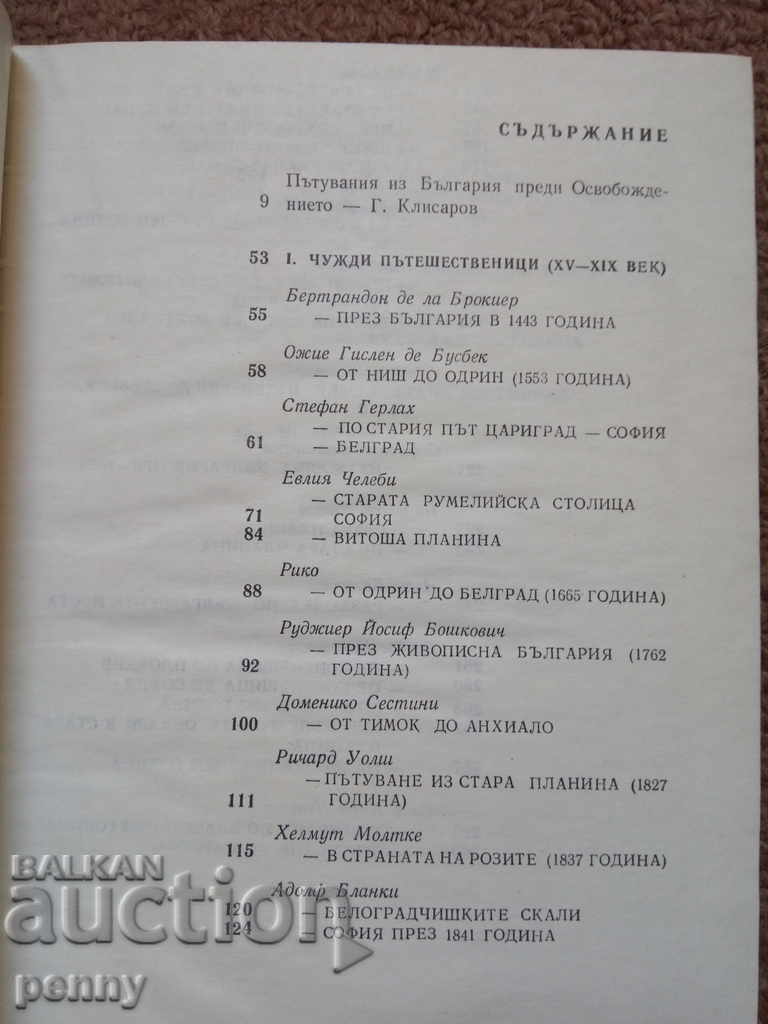 СЪДЪРЖАНИЕ
Пътувания из България преди Освобожде-
9 нието — Г. Клисаров
53 I. ЧУЖДИ ПЪТЕШЕСТВЕНИЦИ (XV—XIX ВЕК)
Бертрандон де ла Брокиер
55 — ПРЕЗ БЪЛГАРИЯ В 1443 ГОДИНА
Ожие Гислен де Бусбек
58 — ОТ НИШ ДО ОДРИН (1553 ГОДИНА)
Стефан Герлах
— ПО СТАРИЯ ПЪТ ЦАРИГРАД — СОФИЯ
61 — БЕЛГРАД
Евлия Челеби
— СТАРАТА РУМЕЛИЙСКА СТОЛИЦА
71 СОФИЯ
84 — ВИТОША ПЛАНИНА
Рико
88 — ОТ ОДРИН ДО БЕЛГРАД (1665 ГОДИНА)
Руджиер Йосиф Бошкович
— ПРЕЗ ЖИВОПИСНА БЪЛГАРИЯ (1762
92 ГОДИНА)
Доменико Сестини
100 — ОТ ТИМОК ДО АНХИАЛО
Ричард Уолш
— ПЪТУВАНЕ ИЗ СТАРА ПЛАНИНА (1827
111 ГОДИНА)
Хелмут Молтке
115 — В СТРАНАТА НА РОЗИТЕ (1837 ГОДИНА)
Адолф Бланки
120 — БЕЛОГРАДЧИШКИТЕ СКАЛИ
124 — СОФИЯ ПРЕЗ 1841 ГОДИНА
BALKAN
auction
penny